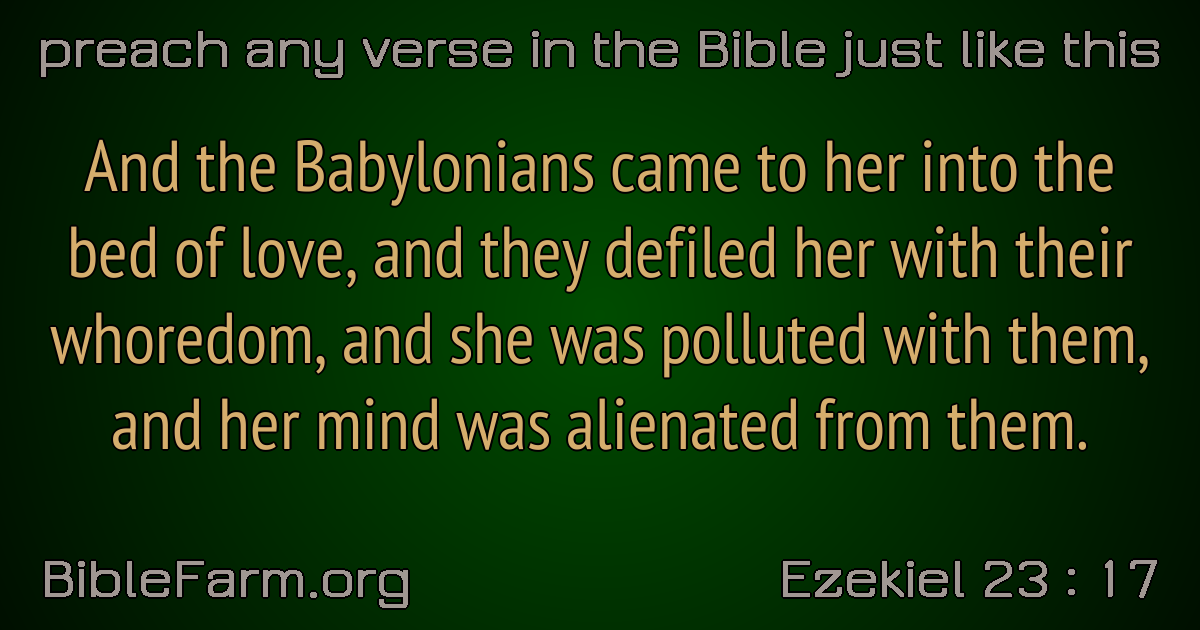 preach any verse in the Bible just like this
And the Babylonians came to her into the
bed of love, and they defiled her with their
whoredom, and she was polluted with them,
and her mind was alienated from them.
BibleFarm.org
Ezekiel 23 : 17